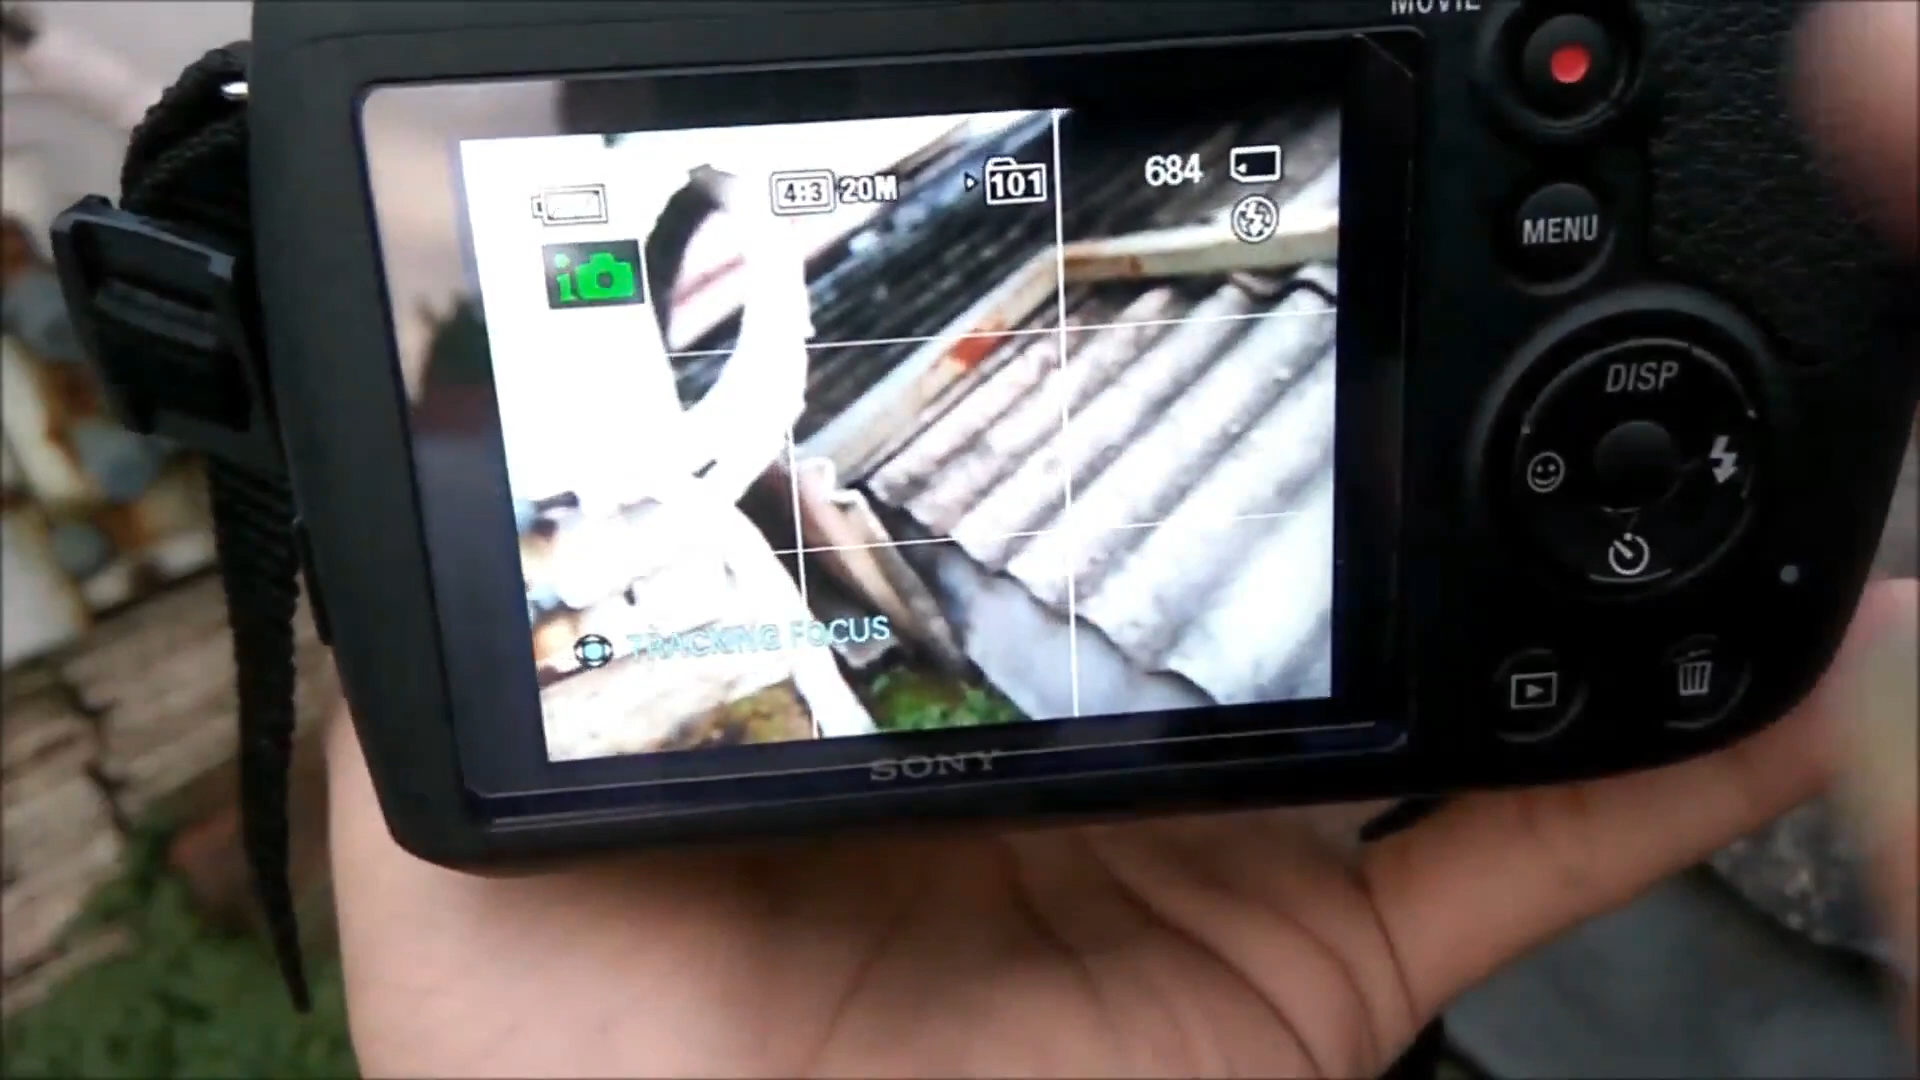 MOVIE
4:3 20M
101
684
i
MENU
DISP
TRACKING FOCUS
SONY